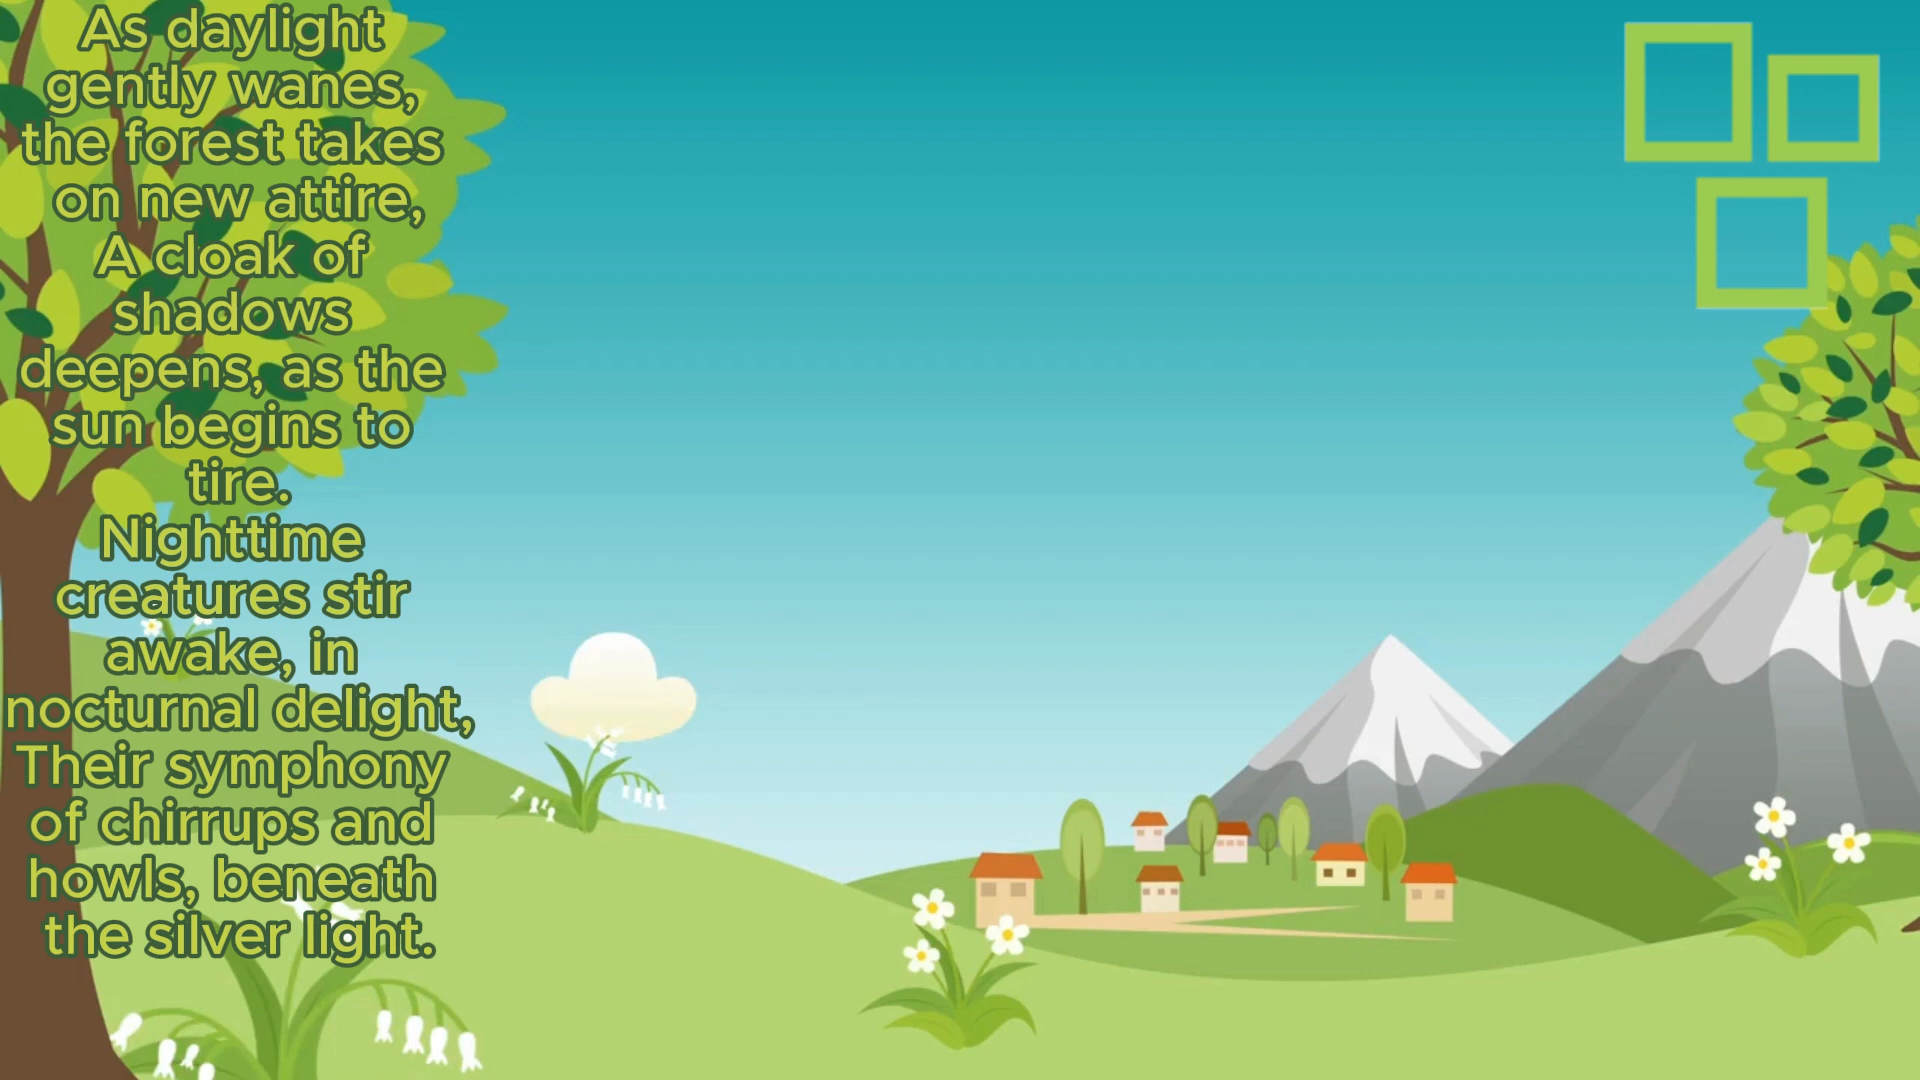 As daylight
gently wanes,
the forest takes
on new attire,
A cloak of
shadows
deepens, as the
sun begins to
tire.
Nighttime
creatures stir
awake, in
nocturnal delight,
Their symphony
of chirrups and
howls, beneath
the silver light.